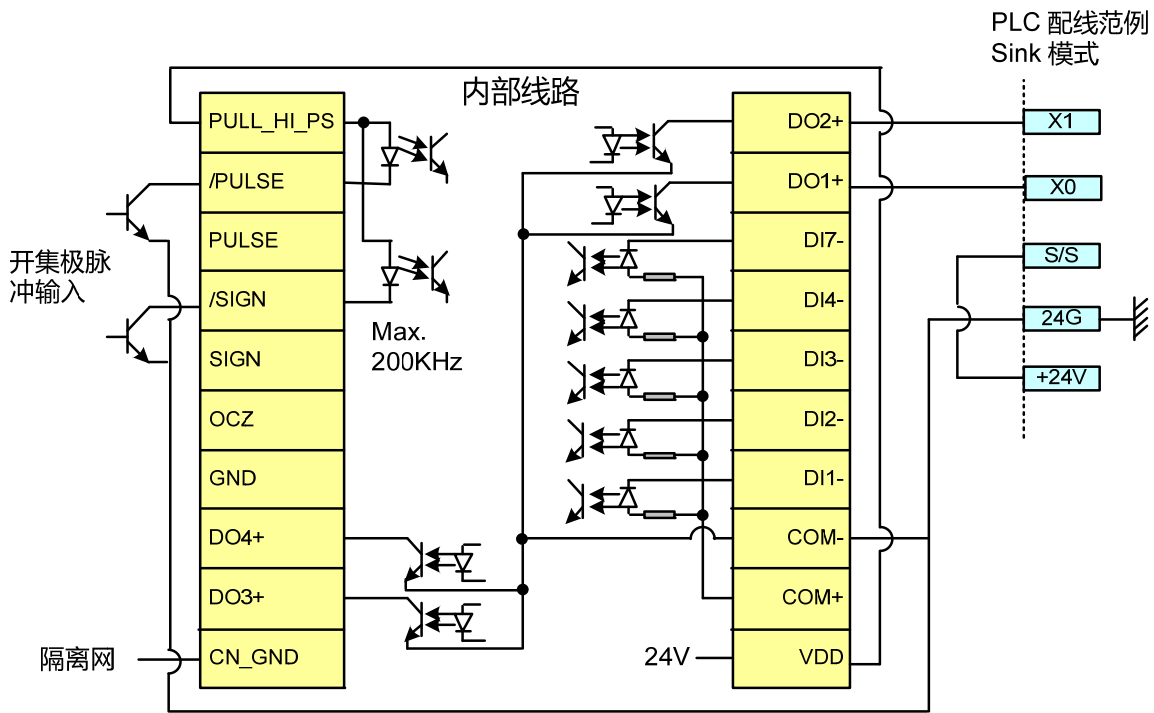 PLC 配线范例
Sink 模式
内部线路
PULL_HI_PS
/PULSE
PULSE
/SIGN
SIGN
OCZ
GND
DO4+
DO3+
CN_GND
开集极脉
冲输入
隔离网
Max.
200KHz
DO2+
DO1+
DI7-
DI4-
DI3-
DI2-
DI1-
COM-
COM+
VDD
24V
X1
X0
S/S
24G
+24V